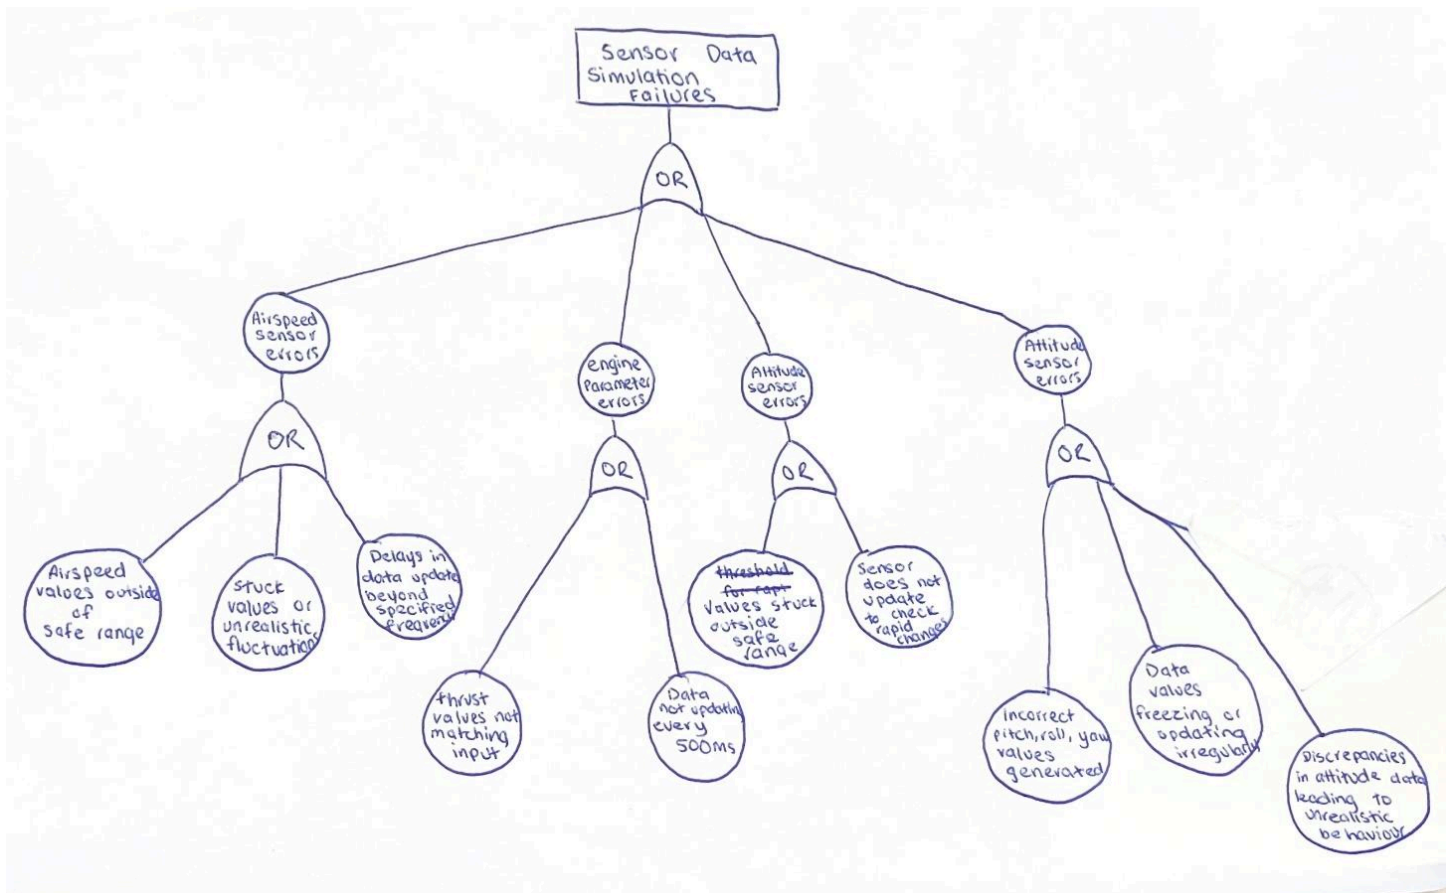 Sensor Data
Simulation
Failures
OR
Airspeed
sensor
errors
engine
Parameter
errors
Altitude
sensor
errors
Attitude
sensor
errors
OR
OR
OR
OR
Airspeed
values outside
of
safe range
Stuck
values or
unrealistic
fluctuations
Delays in
data update
beyond
specified
frequency
thrust
values not
matching
input
Data
not updating
every
500ms
threshold
for rapi
Values stuck
outside
safe
range
Sensor
does not
update
to check
rapid
changes
Incorrect
pitch, roll, yaw
values
generated
Data
values
freezing or
updating
irregularly
Discrepancies
in attitude data
leading to
unrealistic
behaviour